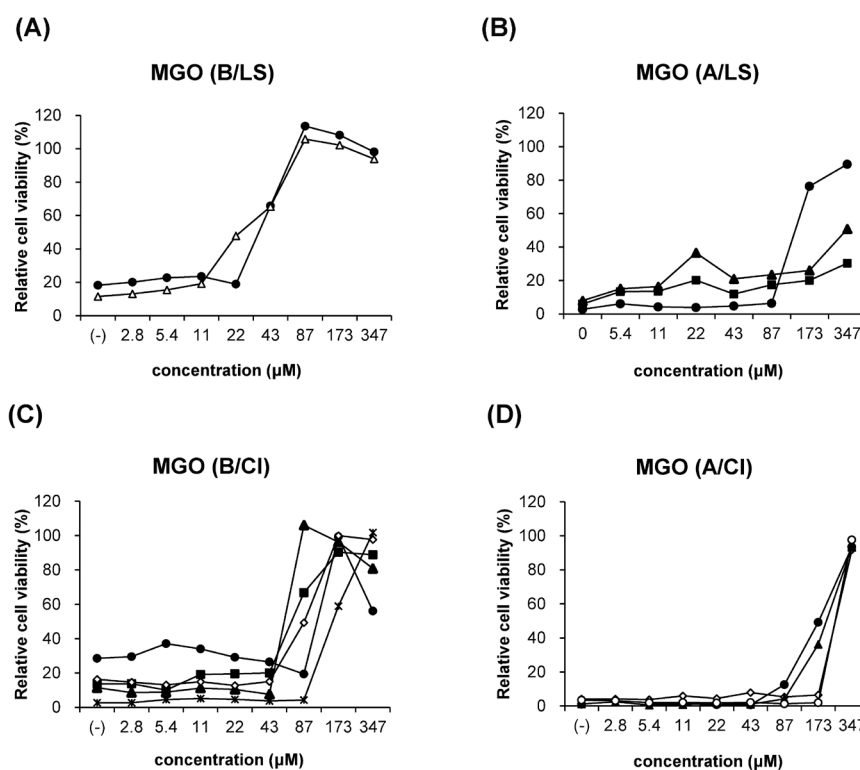 (A)
MGO (B/LS)
Relative cell viability (%)
120
100
80
60
40
20
0
(-) 2.8 5.4 11 22 43 87 173 347
concentration (µM)
(B)
MGO (A/LS)
Relative cell viability (%)
120
100
80
60
40
20
0
0 5.4 11 22 43 87 173 347
concentration (µM)
(C)
MGO (B/CI)
Relative cell viability (%)
120
100
80
60
40
20
0
(-) 2.8 5.4 11 22 43 87 173 347
concentration (µM)
(D)
MGO (A/CI)
Relative cell viability (%)
120
100
80
60
40
20
0
(-) 2.8 5.4 11 22 43 87 173 347
concentration (µM)